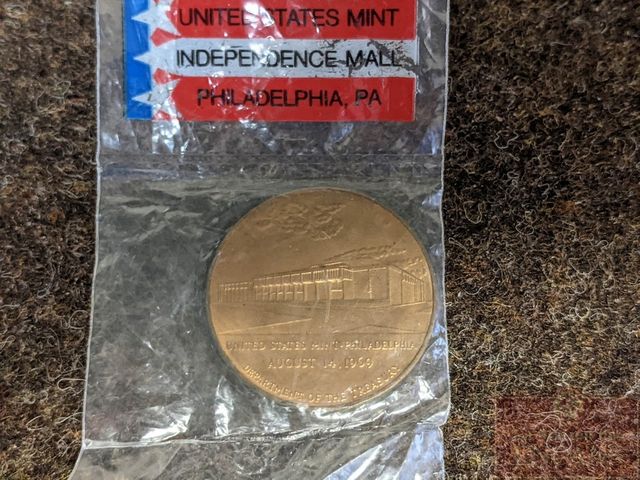 UNITED STATES MINT
INDEPENDENCE MALL
PHILADELPHIA, PA
UNITED STATES MINT-PHILADELPHIA
AUGUST 14, 1969
DEPARTMENT OF THE TREASURY